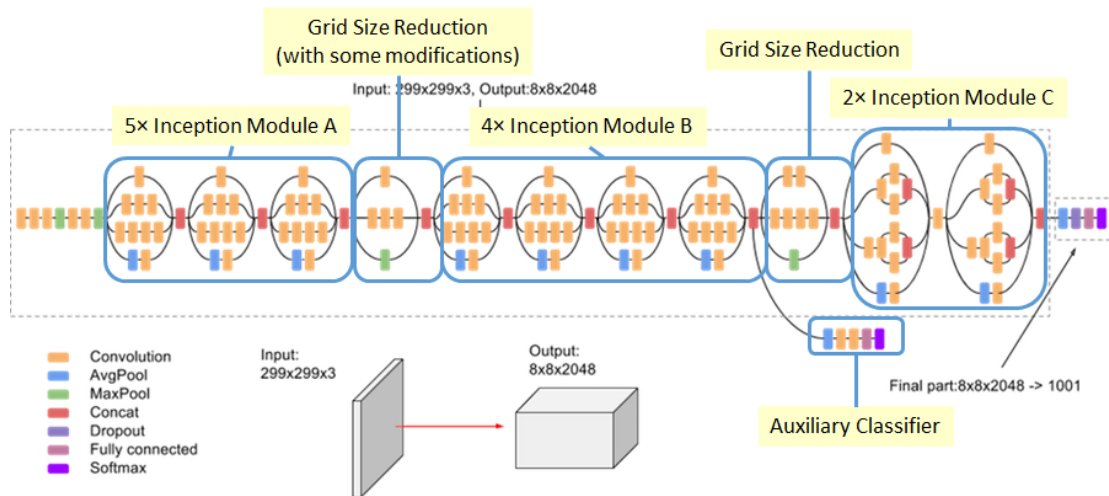 Grid Size Reduction
(with some modifications)
Grid Size Reduction
Input: 299x299x3, Output:8x8x2048
5× Inception Module A
4× Inception Module B
2× Inception Module C
Convolution
AvgPool
MaxPool
Concat
Dropout
Fully connected
Softmax
Input:
299x299x3
Output:
8x8x2048
Final part:8x8x2048 -> 1001
Auxiliary Classifier